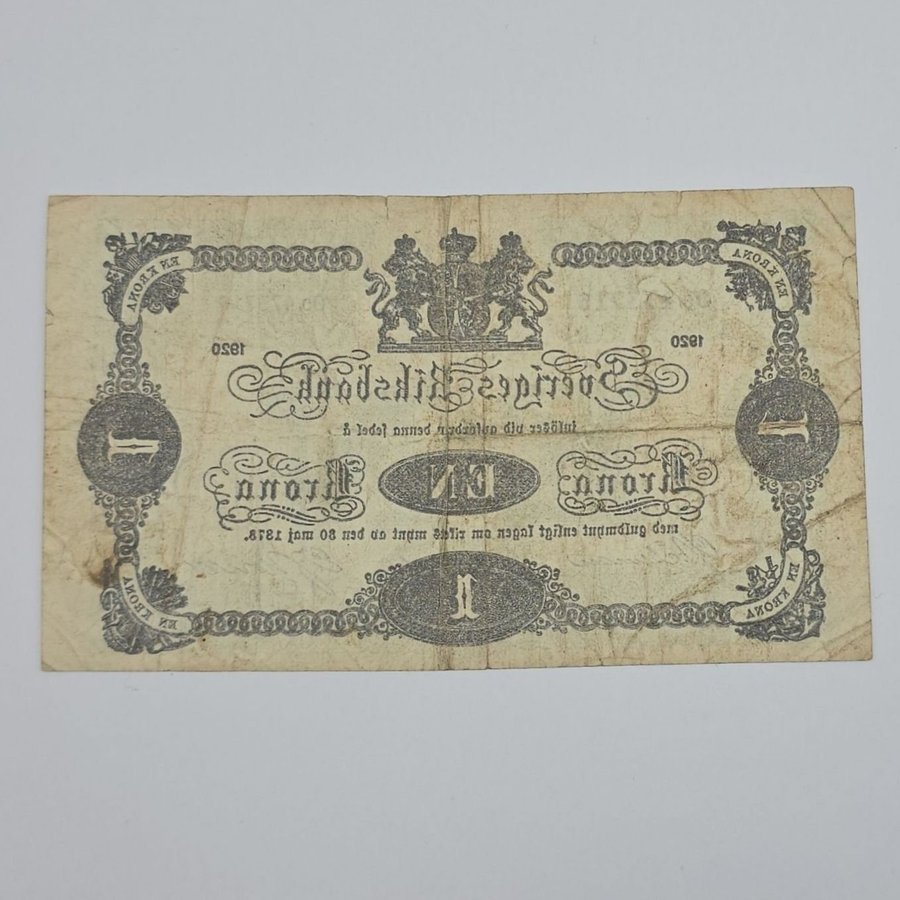 EN KRONA EN KRONA
1920 1920
Sveriges Riksbank
inlöser vid anfordran denna sedel å
1 Krona EN Krona 1
med guldmynt enligt lagen om rikets mynt af den 30 maj 1873.
EN KRONA 1 EN KRONA